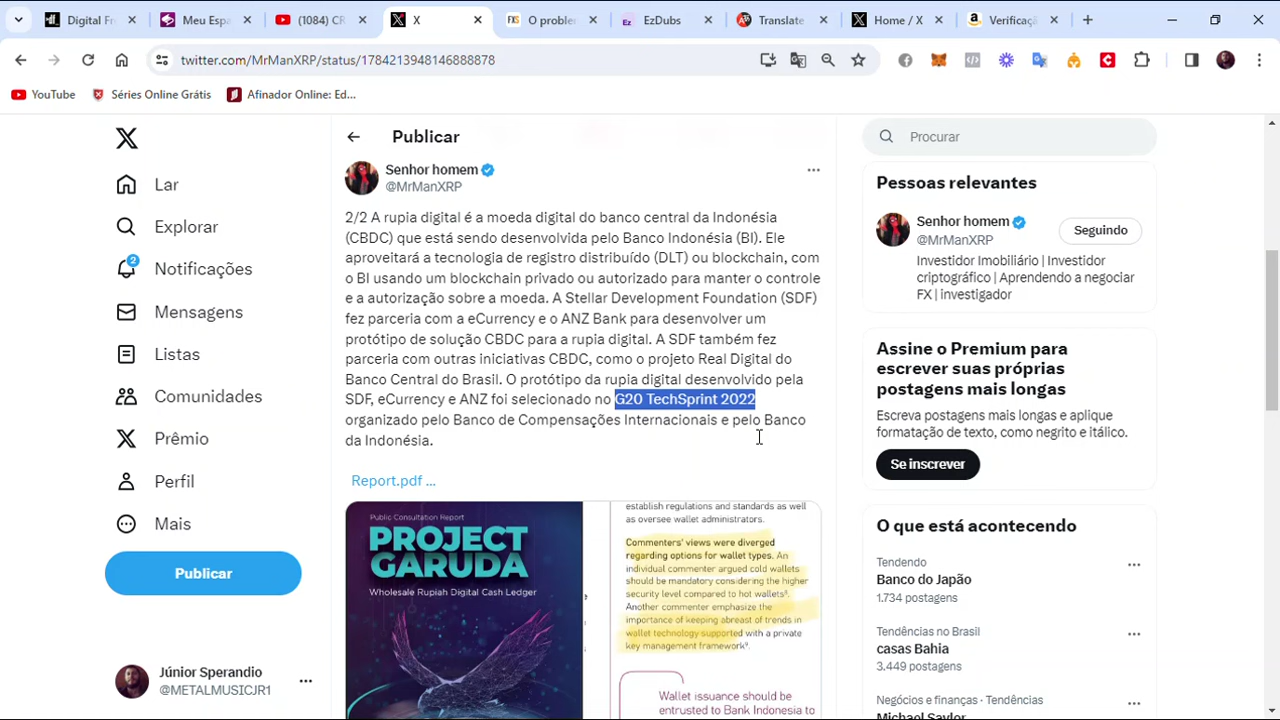 Digital Fr
Meu Espa
(1084) CR
X
O proble
EzDubs
Translate
Home / X
Verificaç
twitter.com/MrManXRP/status/1784213948146888878
YouTube
Séries Online Grátis
Afinador Online: Ed...
Publicar
Procurar
Lar
Explorar
2
Notificações
Mensagens
Listas
Comunidades
Prêmio
Perfil
Mais
Publicar
Júnior Sperandio
@METALMUSICJR1
Senhor homem
@MrManXRP
2/2 A rupia digital é a moeda digital do banco central da Indonésia
(CBDC) que está sendo desenvolvida pelo Banco Indonésia (BI). Ele
aproveitará a tecnologia de registro distribuído (DLT) ou blockchain, com
o BI usando um blockchain privado ou autorizado para manter o controle
e a autorização sobre a moeda. A Stellar Development Foundation (SDF)
fez parceria com a eCurrency e o ANZ Bank para desenvolver um
protótipo de solução CBDC para a rupia digital. A SDF também fez
parceria com outras iniciativas CBDC, como o projeto Real Digital do
Banco Central do Brasil. O protótipo da rupia digital desenvolvido pela
SDF, eCurrency e ANZ foi selecionado no G20 TechSprint 2022
organizado pelo Banco de Compensações Internacionais e pelo Banco
da Indonésia.
Report.pdf ...
Public Consultation Report
PROJECT
GARUDA
Wholesale Rupiah Digital Cash Ledger
establish regulations and standards as well
as oversee wallet administrators.
Commenters' views were diverged
regarding options for wallet types. An
individual commenter argued cold wallets
should be mandatory considering the higher
security level compared to hot wallets⁸.
Another commenter emphasize the
importance of keeping abreast of trends in
wallet technology supported with a private
key management framework⁹.
Wallet issuance should be
entrusted to Bank Indonesia to
Pessoas relevantes
Senhor homem
@MrManXRP
Seguindo
Investidor Imobiliário | Investidor
criptográfico | Aprendendo a negociar
FX | investigador
Assine o Premium para
escrever suas próprias
postagens mais longas
Assine postagens mais longas e aplique
formatação de texto, como negrito e itálico.
Se inscrever
O que está acontecendo
Tendendo
Banco do Japão
1.734 postagens
Tendências no Brasil
casas Bahia
3,449 postagens
Negócios e finanças · Tendências
Michael Saylor